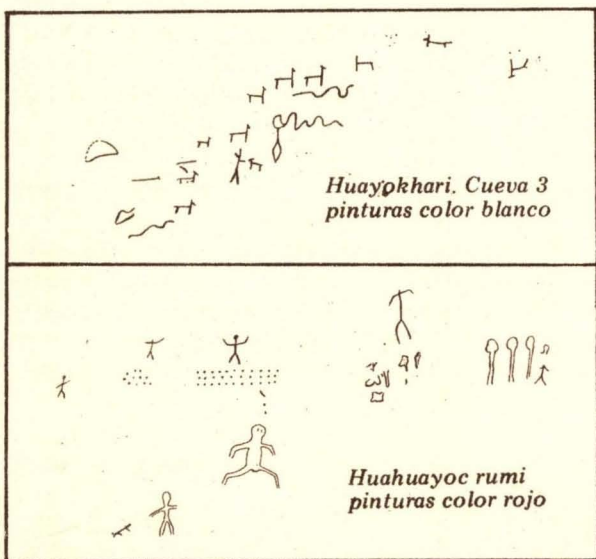 Huayokhari. Cueva 3
pinturas color blanco
Huahuayoc rumi
pinturas color rojo